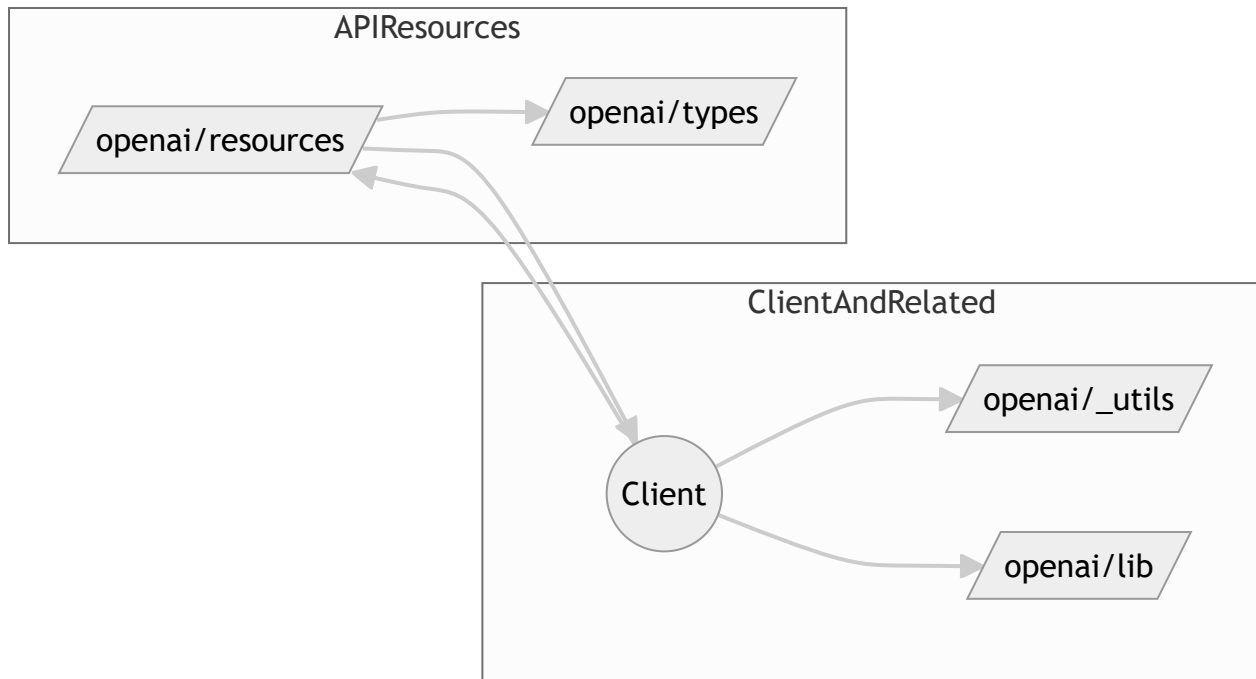 APIResources
openai/types
openai/resources
ClientAndRelated
openai/_utils
Client
openai/lib